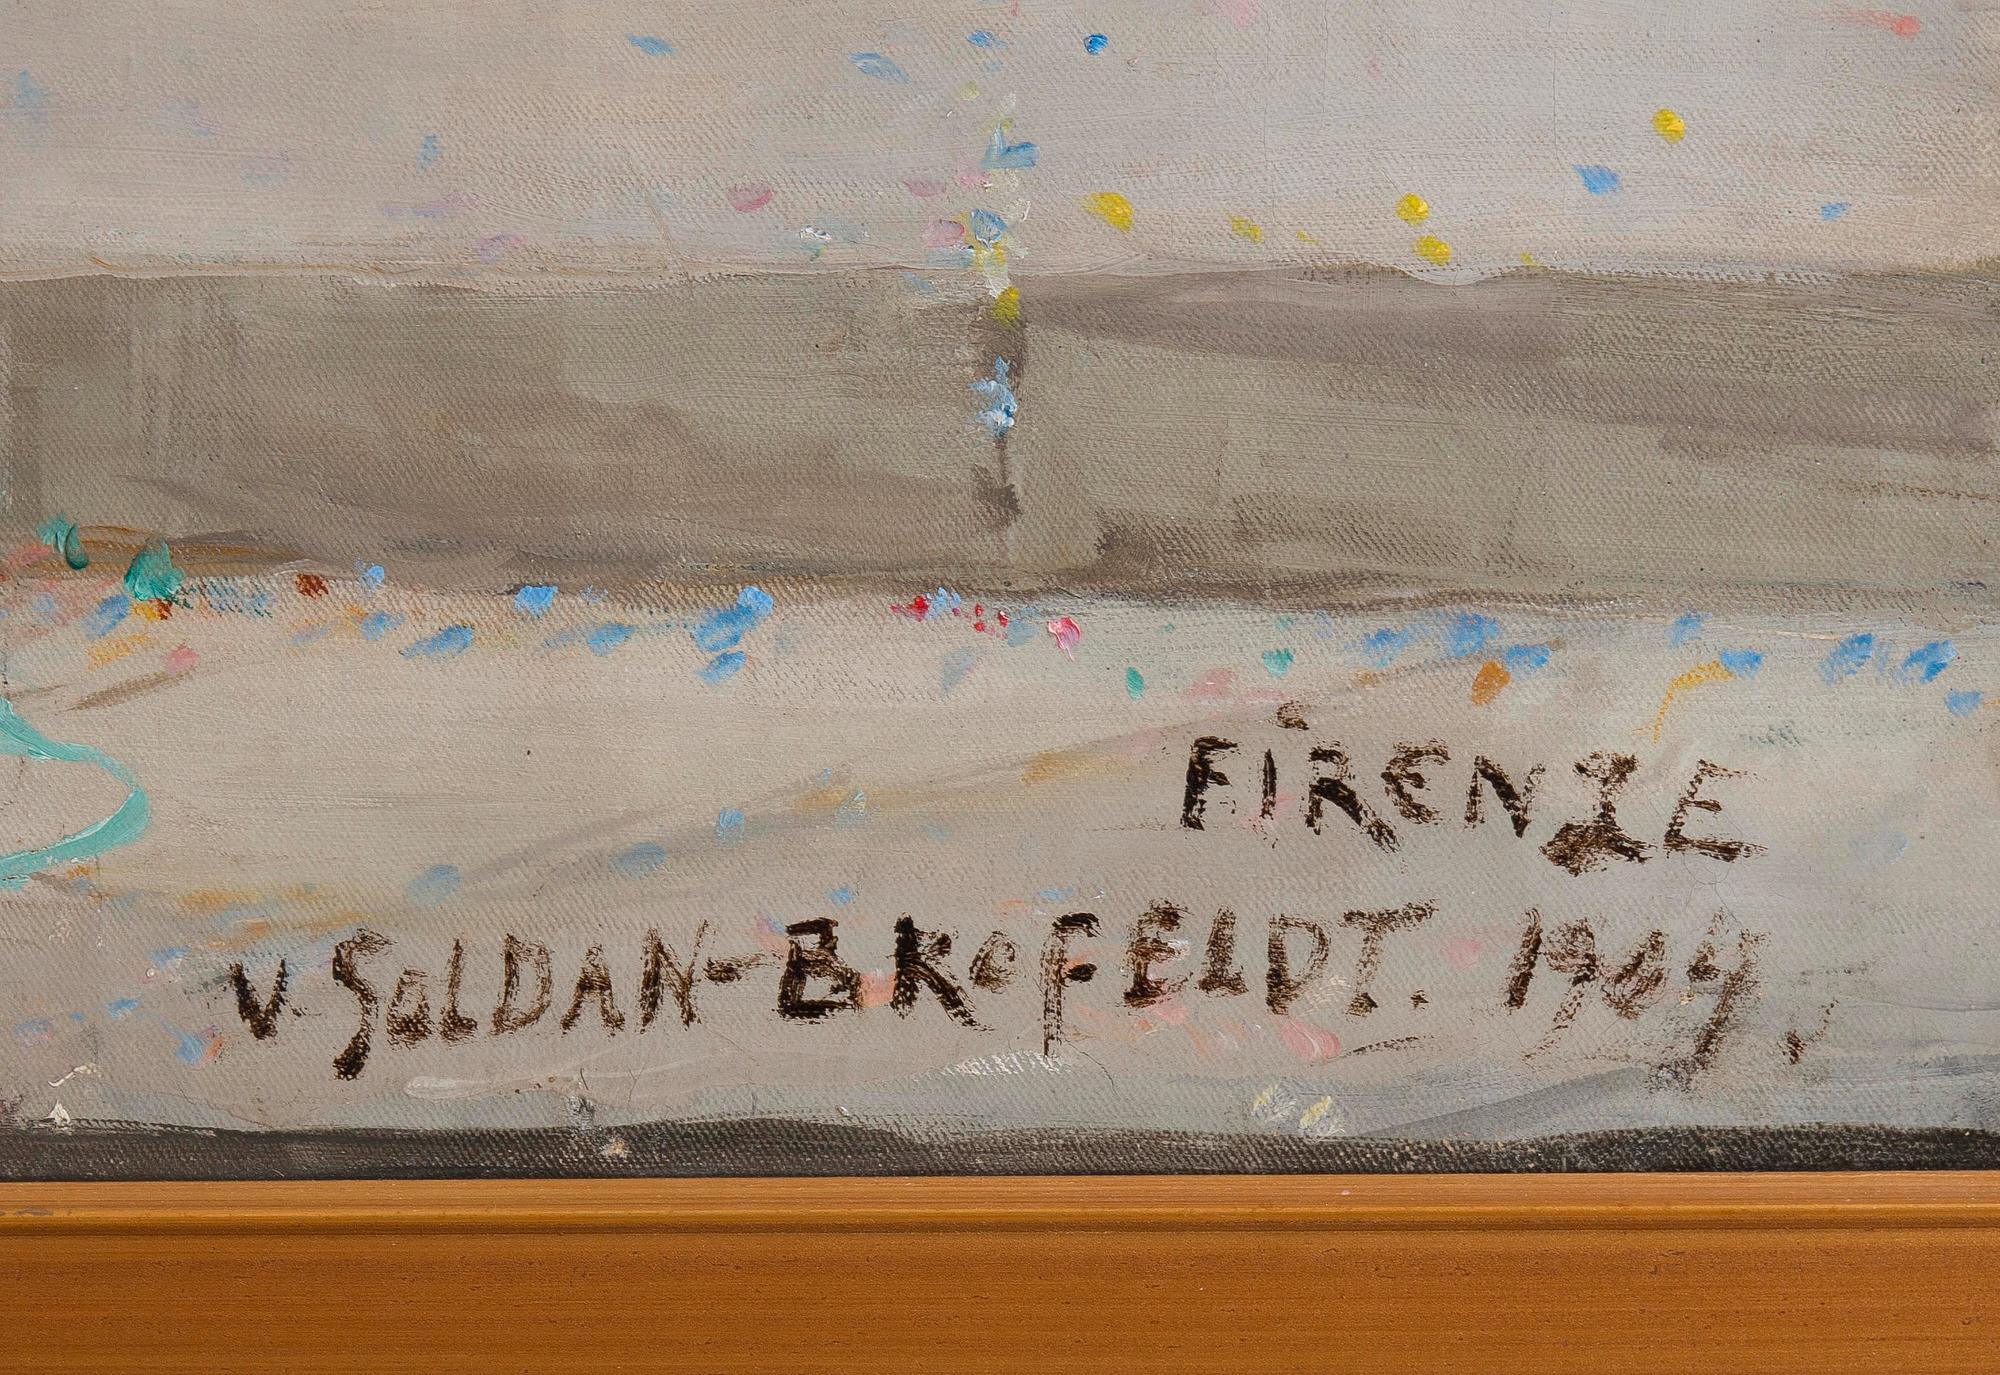 FIRENZE
V. SOLDAN-BROFELDT. 1904